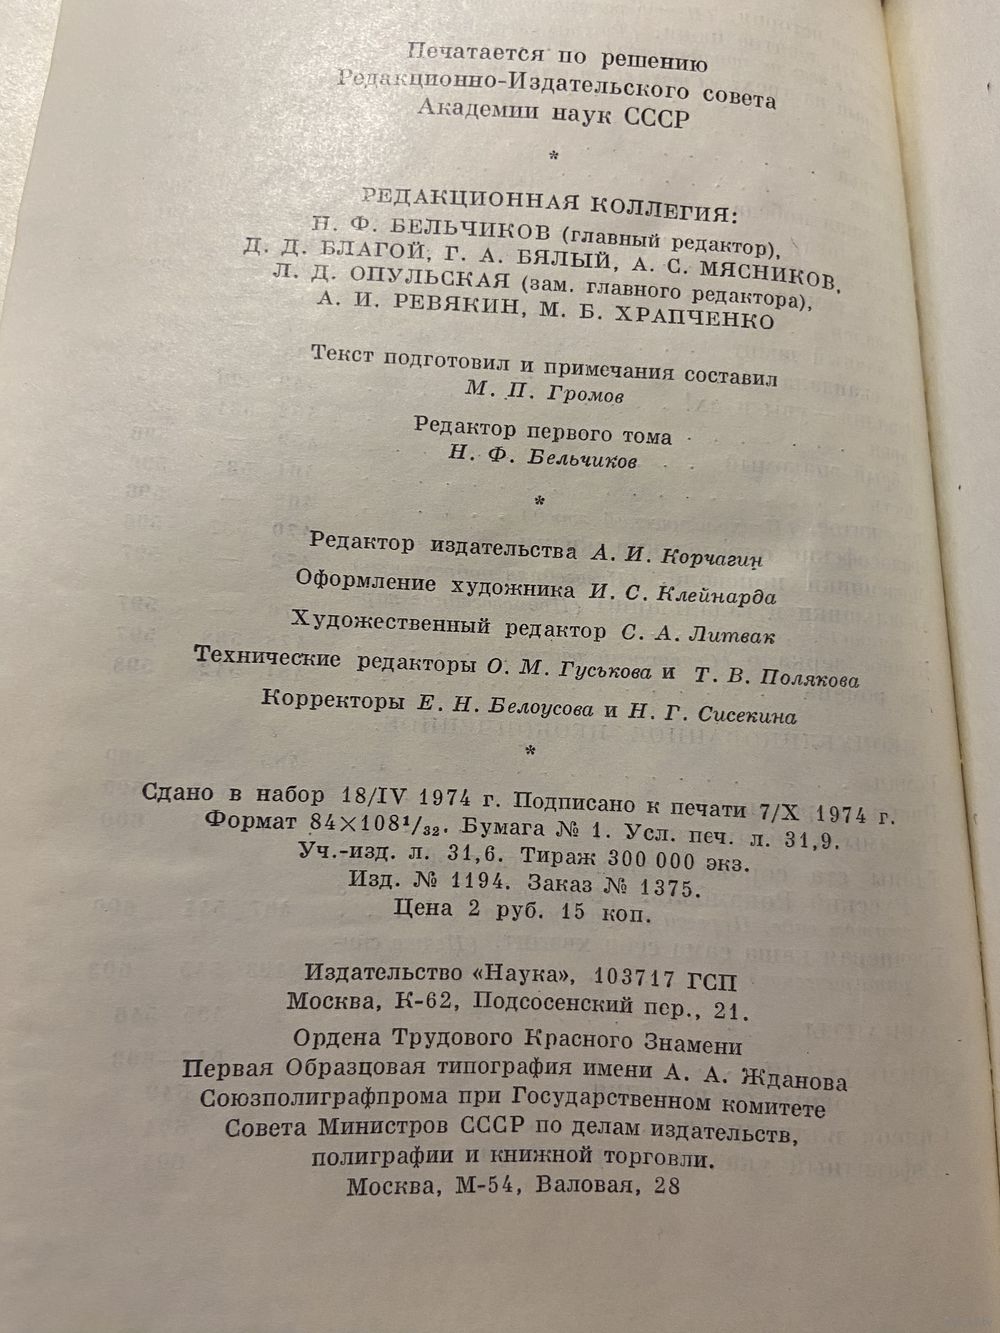 Печатается по решению
Редакционно-Издательского совета
Академии наук СССР
*
РЕДАКЦИОННАЯ КОЛЛЕГИЯ:
Н. Ф. БЕЛЬЧИКОВ (главный редактор),
Д. Д. БЛАГОЙ, Г. А. БЯЛЫЙ, А. С. МЯСНИКОВ,
Л. Д. ОПУЛЬСКАЯ (зам. главного редактора),
А. И. РЕВЯКИН, М. Б. ХРАПЧЕНКО
Текст подготовил и примечания составил
М. П. Громов
Редактор первого тома
Н. Ф. Бельчиков
*
Редактор издательства А. И. Корчагин
Оформление художника И. С. Клейнарда
Художественный редактор С. А. Литвак
Технические редакторы О. М. Гуськова и Т. В. Полякова
Корректоры Е. Н. Белоусова и Н. Г. Сисекина
*
Сдано в набор 18/IV 1974 г. Подписано к печати 7/X 1974 г.
Формат 84×108¹/₃₂. Бумага № 1. Усл. печ. л. 31,9.
Уч.-изд. л. 31,6. Тираж 300 000 экз.
Изд. № 1194. Заказ № 1375.
Цена 2 руб. 15 коп.
Издательство «Наука», 103717 ГСП
Москва, К-62, Подсосенский пер., 21.
Ордена Трудового Красного Знамени
Первая Образцовая типография имени А. А. Жданова
Союзполиграфпрома при Государственном комитете
Совета Министров СССР по делам издательств,
полиграфии и книжной торговли.
Москва, М-54, Валовая, 28